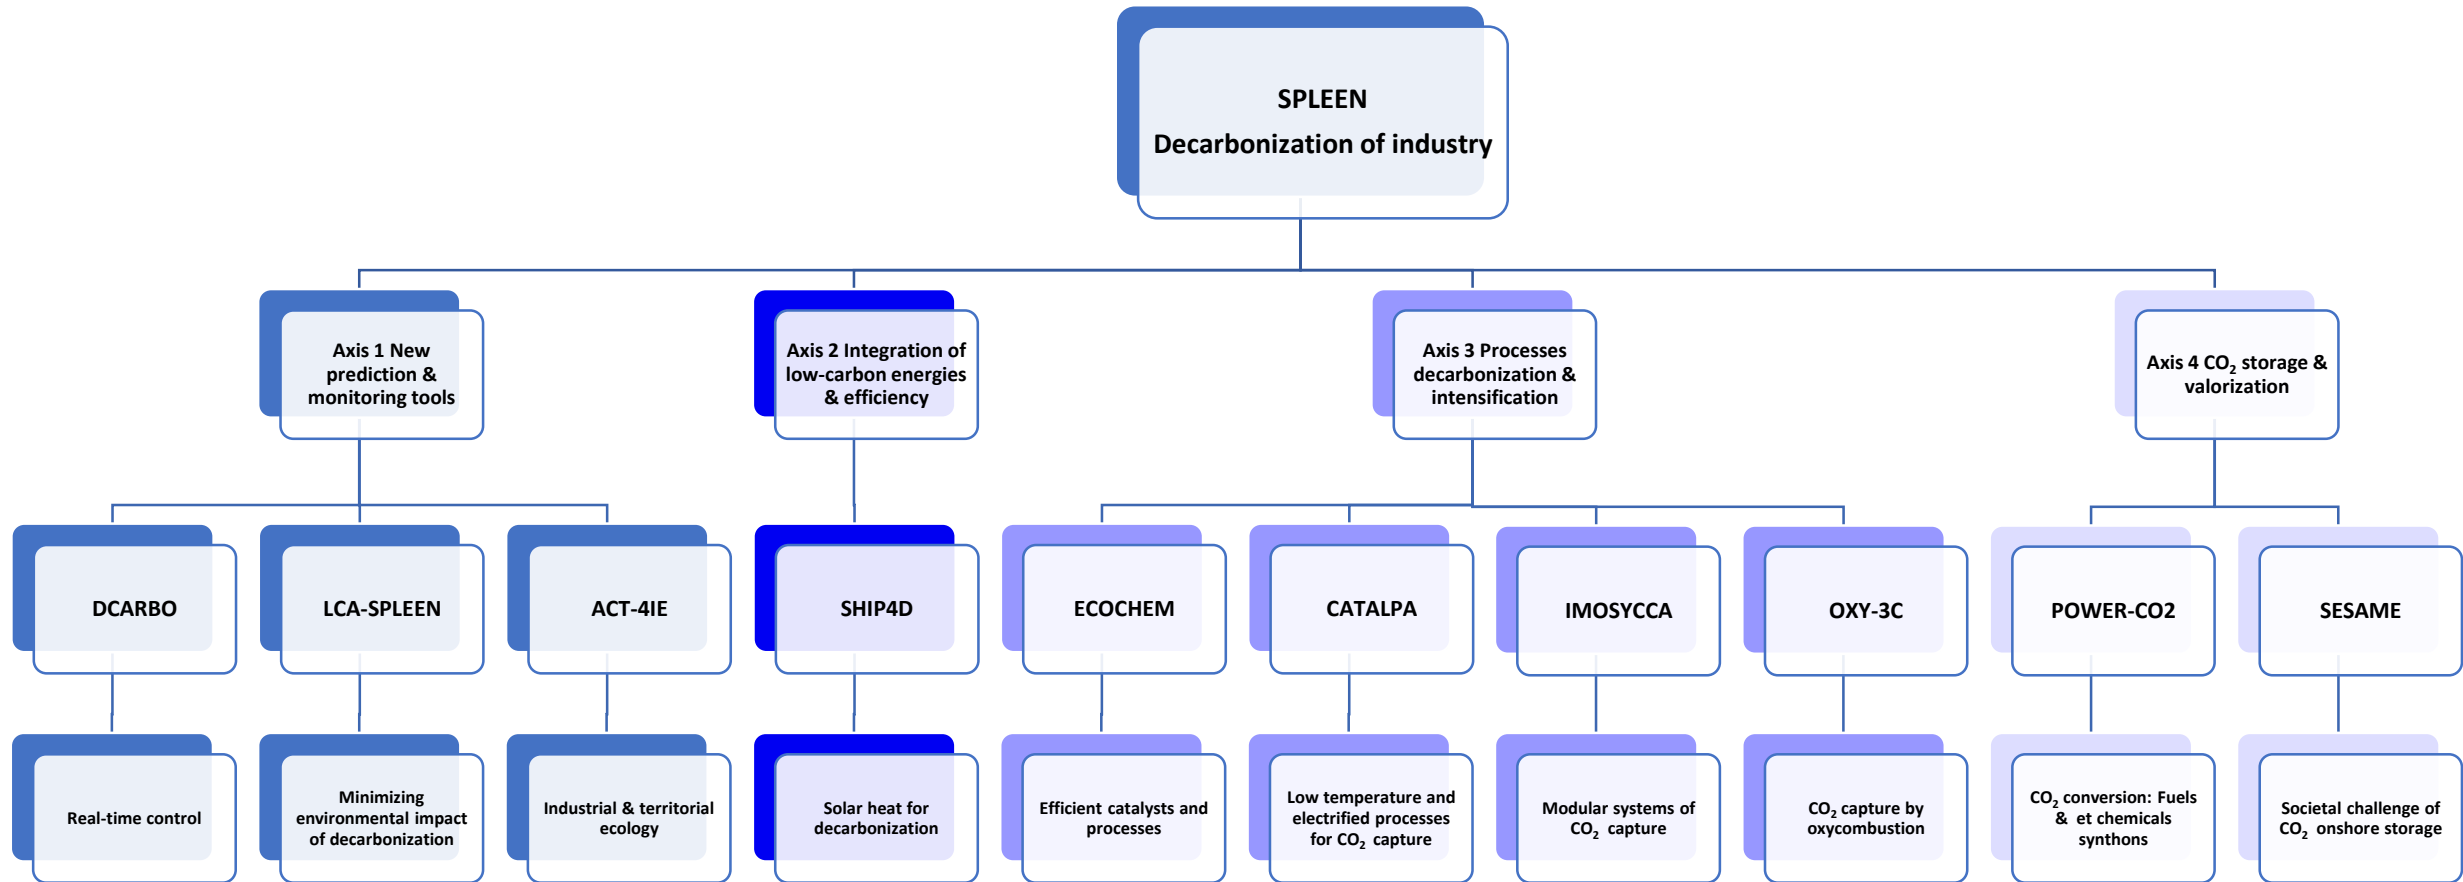 SPLEEN
Decarbonization of industry
Axis 1 New
prediction &
monitoring tools
Axis 2 Integration of
low-carbon energies
& efficiency
Axis 3 Processes
decarbonization &
intensification
Axis 4 CO₂ storage &
valorization
DCARBO
LCA-SPLEEN
ACT-4IE
SHIP4D
ECOCHEM
CATALPA
IMOSYCCA
OXY-3C
POWER-CO2
SESAME
Real-time control
Minimizing
environmental impact
of decarbonization
Industrial & territorial
ecology
Solar heat for
decarbonization
Efficient catalysts and
processes
Low temperature and
electrified processes
for CO₂ capture
Modular systems of
CO₂ capture
CO₂ capture by
oxycombustion
CO₂ conversion: Fuels
& et chemicals
synthons
Societal challenge of
CO₂ onshore storage